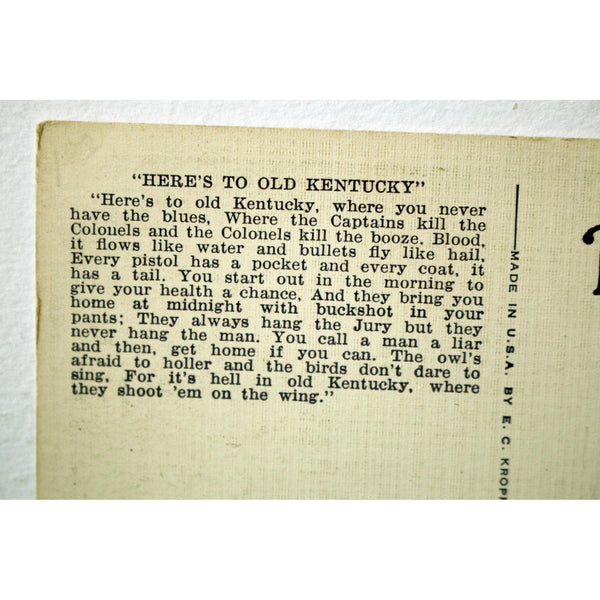 "HERE'S TO OLD KENTUCKY"
"Here's to old Kentucky, where you never
have the blues, Where the Captains kill the
Colouels and the Colonels kill the booze. Blood,
it flows like water and bullets fly like hail,
Every pistol has a pocket and every coat, it
has a tail. You start out in the morning to
give your health a chance, And they bring you
home at midnight with buckshot in your
pants; They always hang the Jury but they
never hang the man. You call a man a liar
and then, get home if you can. The owl's
afraid to holler and the birds don't dare to
sing, For it's hell in old Kentucky, where
they shoot 'em on the wing."
MADE IN U.S.A. BY E. C. KROP